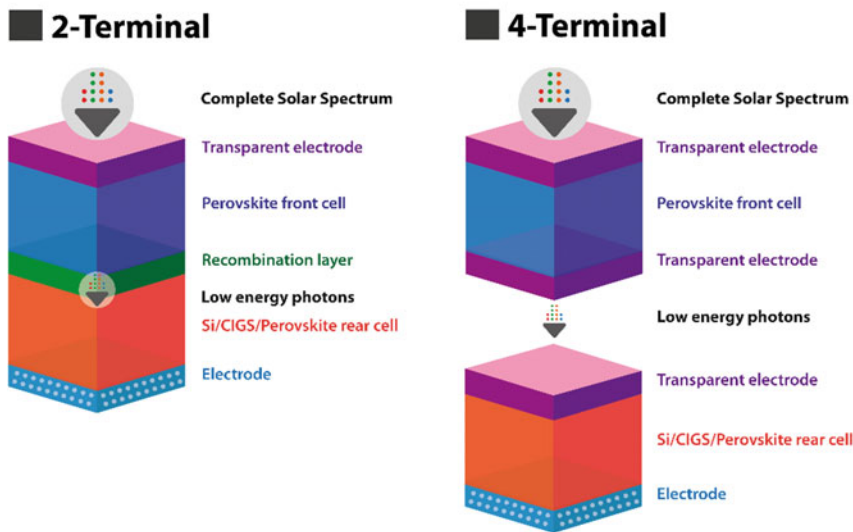 2-Terminal
Complete Solar Spectrum
Transparent electrode
Perovskite front cell
Recombination layer
Low energy photons
Si/CIGS/Perovskite rear cell
Electrode
4-Terminal
Complete Solar Spectrum
Transparent electrode
Perovskite front cell
Transparent electrode
Low energy photons
Transparent electrode
Si/CIGS/Perovskite rear cell
Electrode